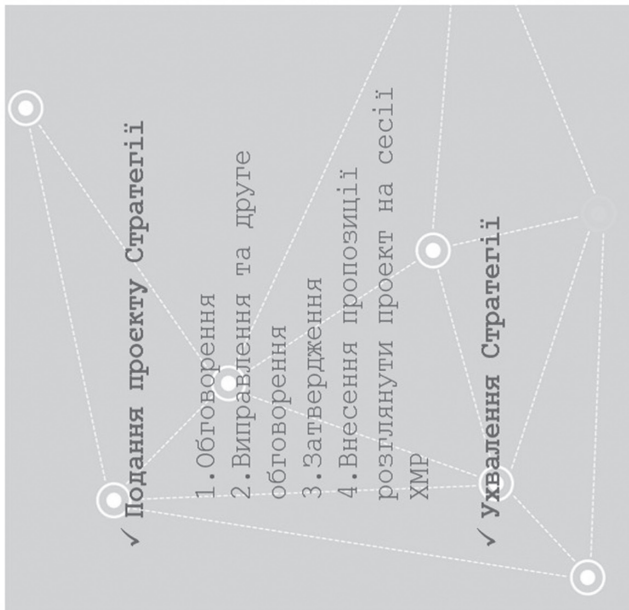 ✓ Подання проєкту Стратегії
1.Обговорення
2.Виправлення та друге
обговорення
3.Затвердження
4.Внесення пропозиції
розглянути проект на сесії
ХМР
✓ Ухвалення Стратегії